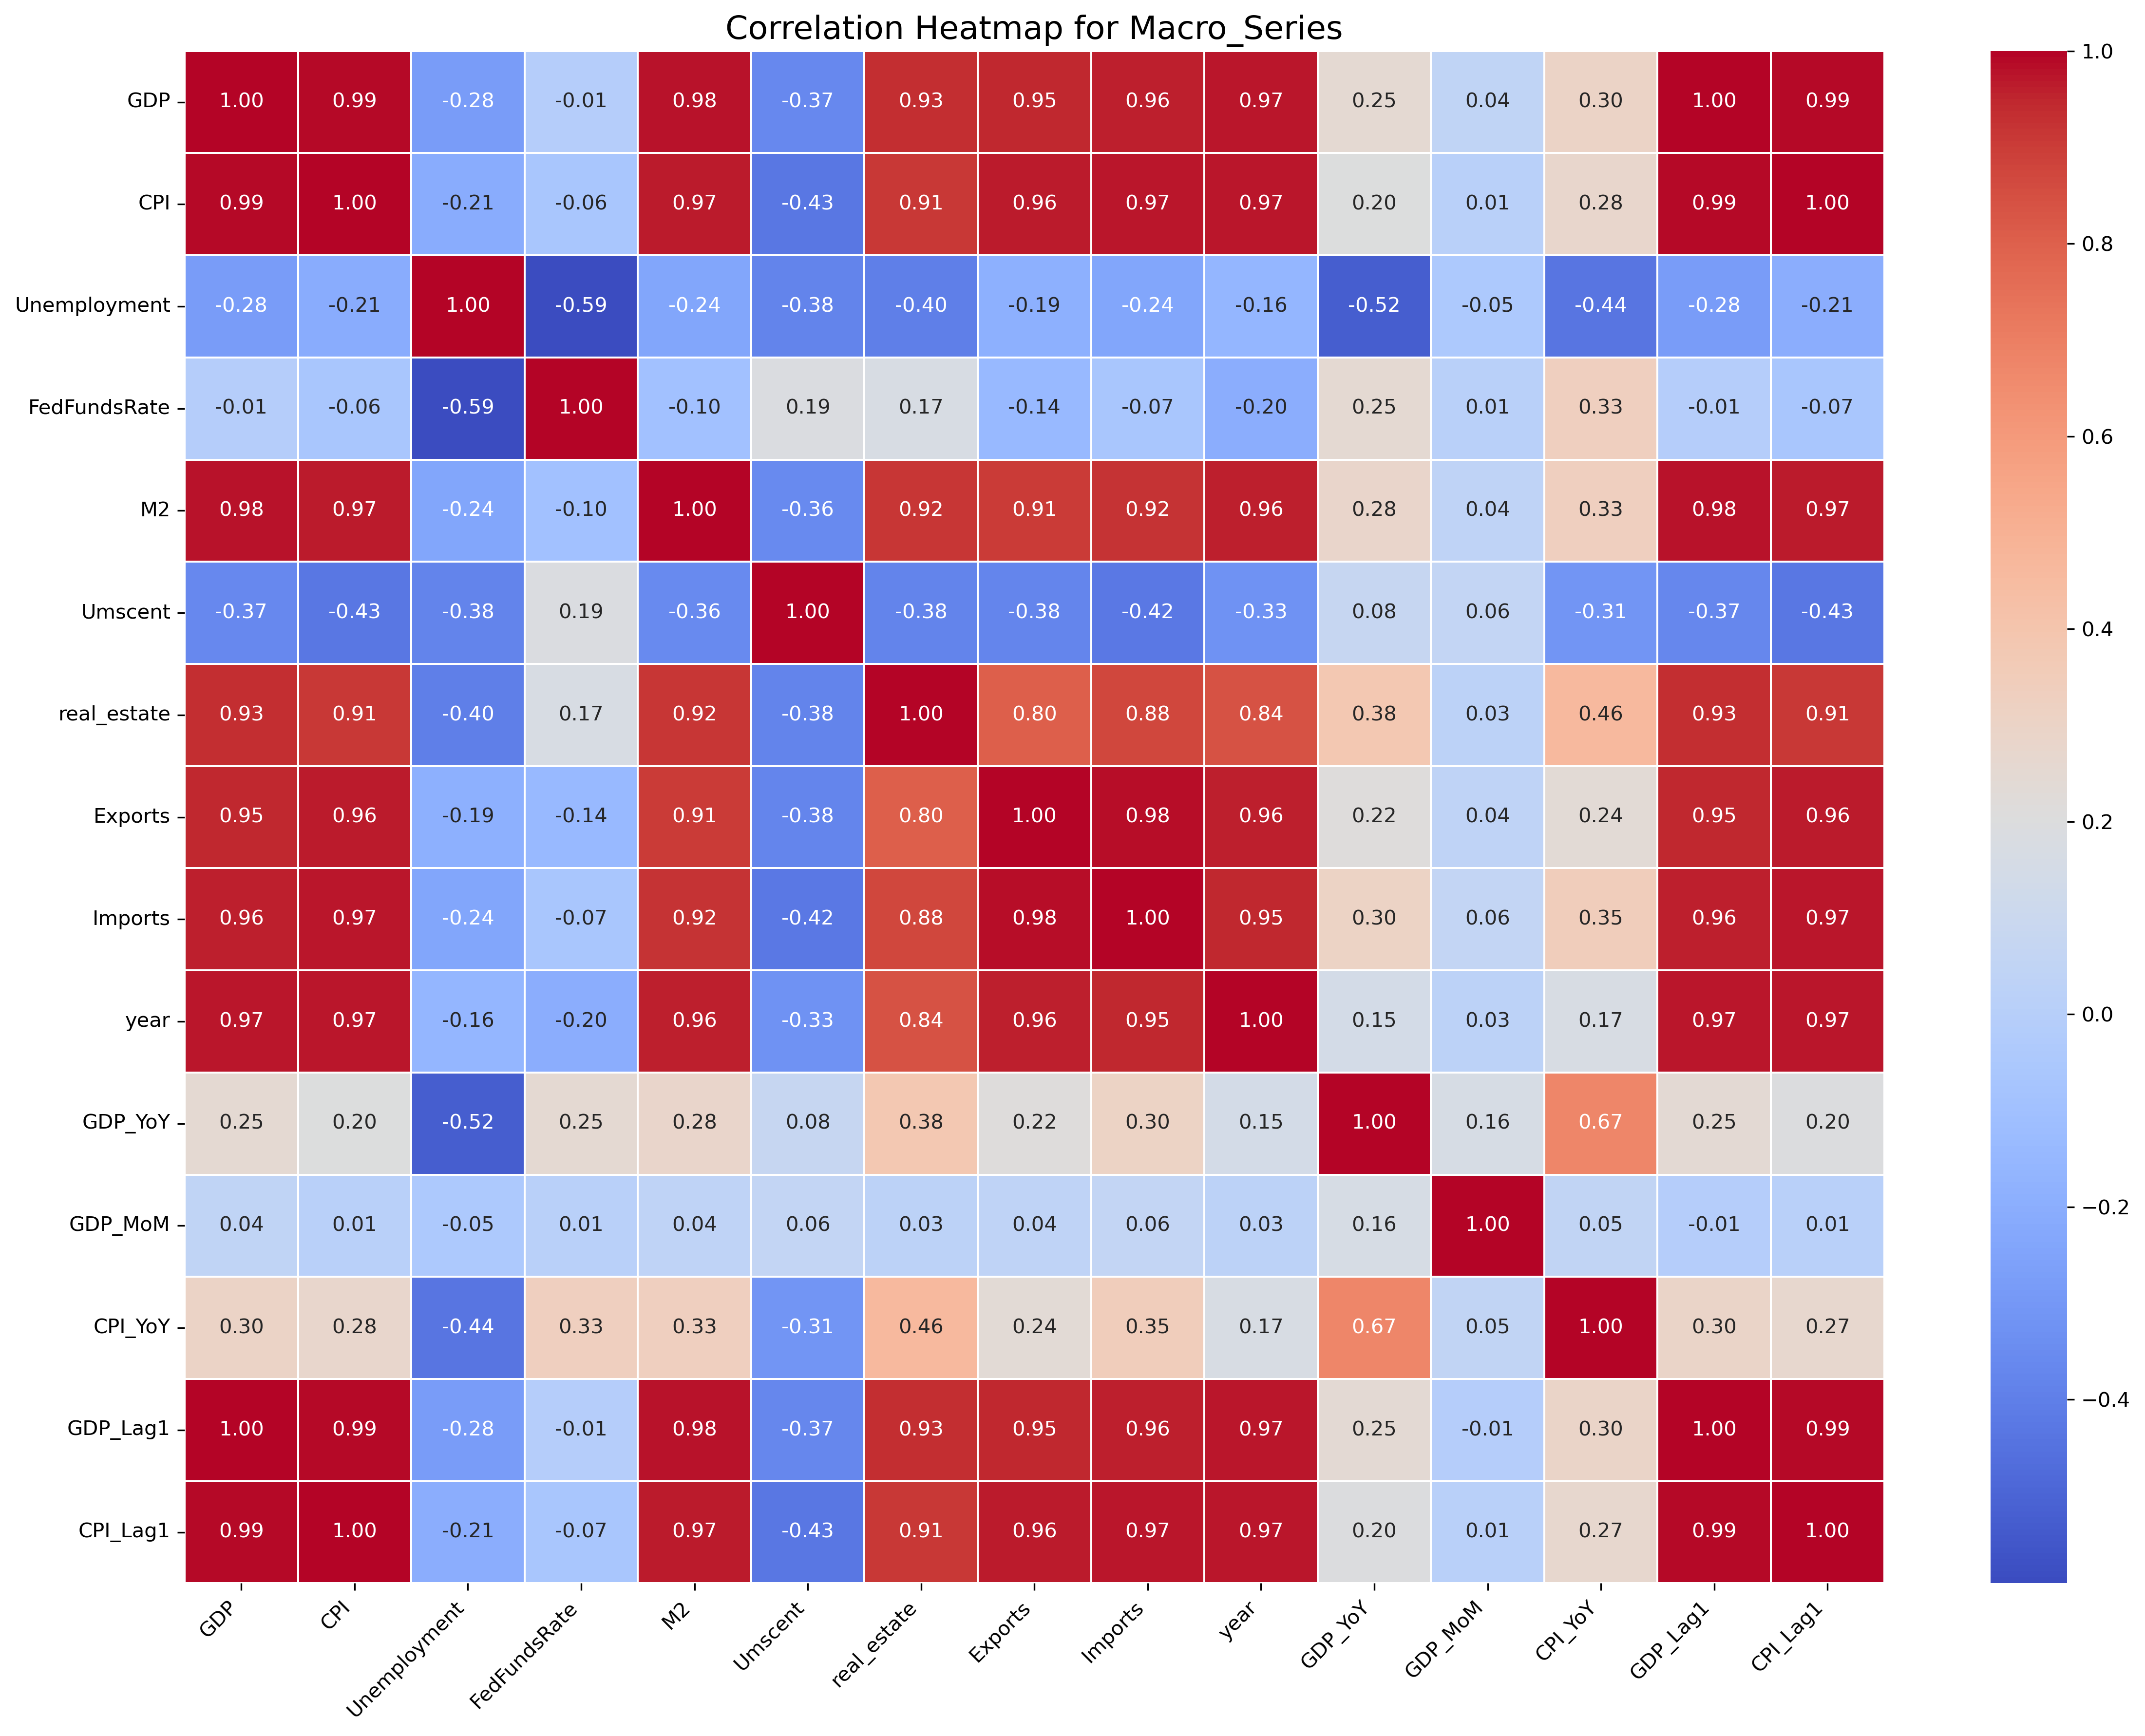 Correlation Heatmap for Macro_Series
GDP 1.00 0.99 -0.28 -0.01 0.98 -0.37 0.93 0.95 0.96 0.97 0.25 0.04 0.30 1.00 0.99
CPI 0.99 1.00 -0.21 -0.06 0.97 -0.43 0.91 0.96 0.97 0.97 0.20 0.01 0.28 0.99 1.00
Unemployment -0.28 -0.21 1.00 -0.59 -0.24 -0.38 -0.40 -0.19 -0.24 -0.16 -0.52 -0.05 -0.44 -0.28 -0.21
FedFundsRate -0.01 -0.06 -0.59 1.00 -0.10 0.19 0.17 -0.14 -0.07 -0.20 0.25 0.01 0.33 -0.01 -0.07
M2 0.98 0.97 -0.24 -0.10 1.00 -0.36 0.92 0.91 0.92 0.96 0.28 0.04 0.33 0.98 0.97
Umscent -0.37 -0.43 -0.38 0.19 -0.36 1.00 -0.38 -0.38 -0.42 -0.33 0.08 0.06 -0.31 -0.37 -0.43
real_estate 0.93 0.91 -0.40 0.17 0.92 -0.38 1.00 0.80 0.88 0.84 0.38 0.03 0.46 0.93 0.91
Exports 0.95 0.96 -0.19 -0.14 0.91 -0.38 0.80 1.00 0.98 0.96 0.22 0.04 0.24 0.95 0.96
Imports 0.96 0.97 -0.24 -0.07 0.92 -0.42 0.88 0.98 1.00 0.95 0.30 0.06 0.35 0.96 0.97
year 0.97 0.97 -0.16 -0.20 0.96 -0.33 0.84 0.96 0.95 1.00 0.15 0.03 0.17 0.97 0.97
GDP_YoY 0.25 0.20 -0.52 0.25 0.28 0.08 0.38 0.22 0.30 0.15 1.00 0.16 0.67 0.25 0.20
GDP_MoM 0.04 0.01 -0.05 0.01 0.04 0.06 0.03 0.04 0.06 0.03 0.16 1.00 0.05 -0.01 0.01
CPI_YoY 0.30 0.28 -0.44 0.33 0.33 -0.31 0.46 0.24 0.35 0.17 0.67 0.05 1.00 0.30 0.27
GDP_Lag1 1.00 0.99 -0.28 -0.01 0.98 -0.37 0.93 0.95 0.96 0.97 0.25 -0.01 0.30 1.00 0.99
CPI_Lag1 0.99 1.00 -0.21 -0.07 0.97 -0.43 0.91 0.96 0.97 0.97 0.20 0.01 0.27 0.99 1.00
GDP CPI Unemployment FedFundsRate M2 Umscent real_estate Exports Imports year GDP_YoY GDP_MoM CPI_YoY GDP_Lag1 CPI_Lag1
1.0
0.8
0.6
0.4
0.2
0.0
−0.2
−0.4